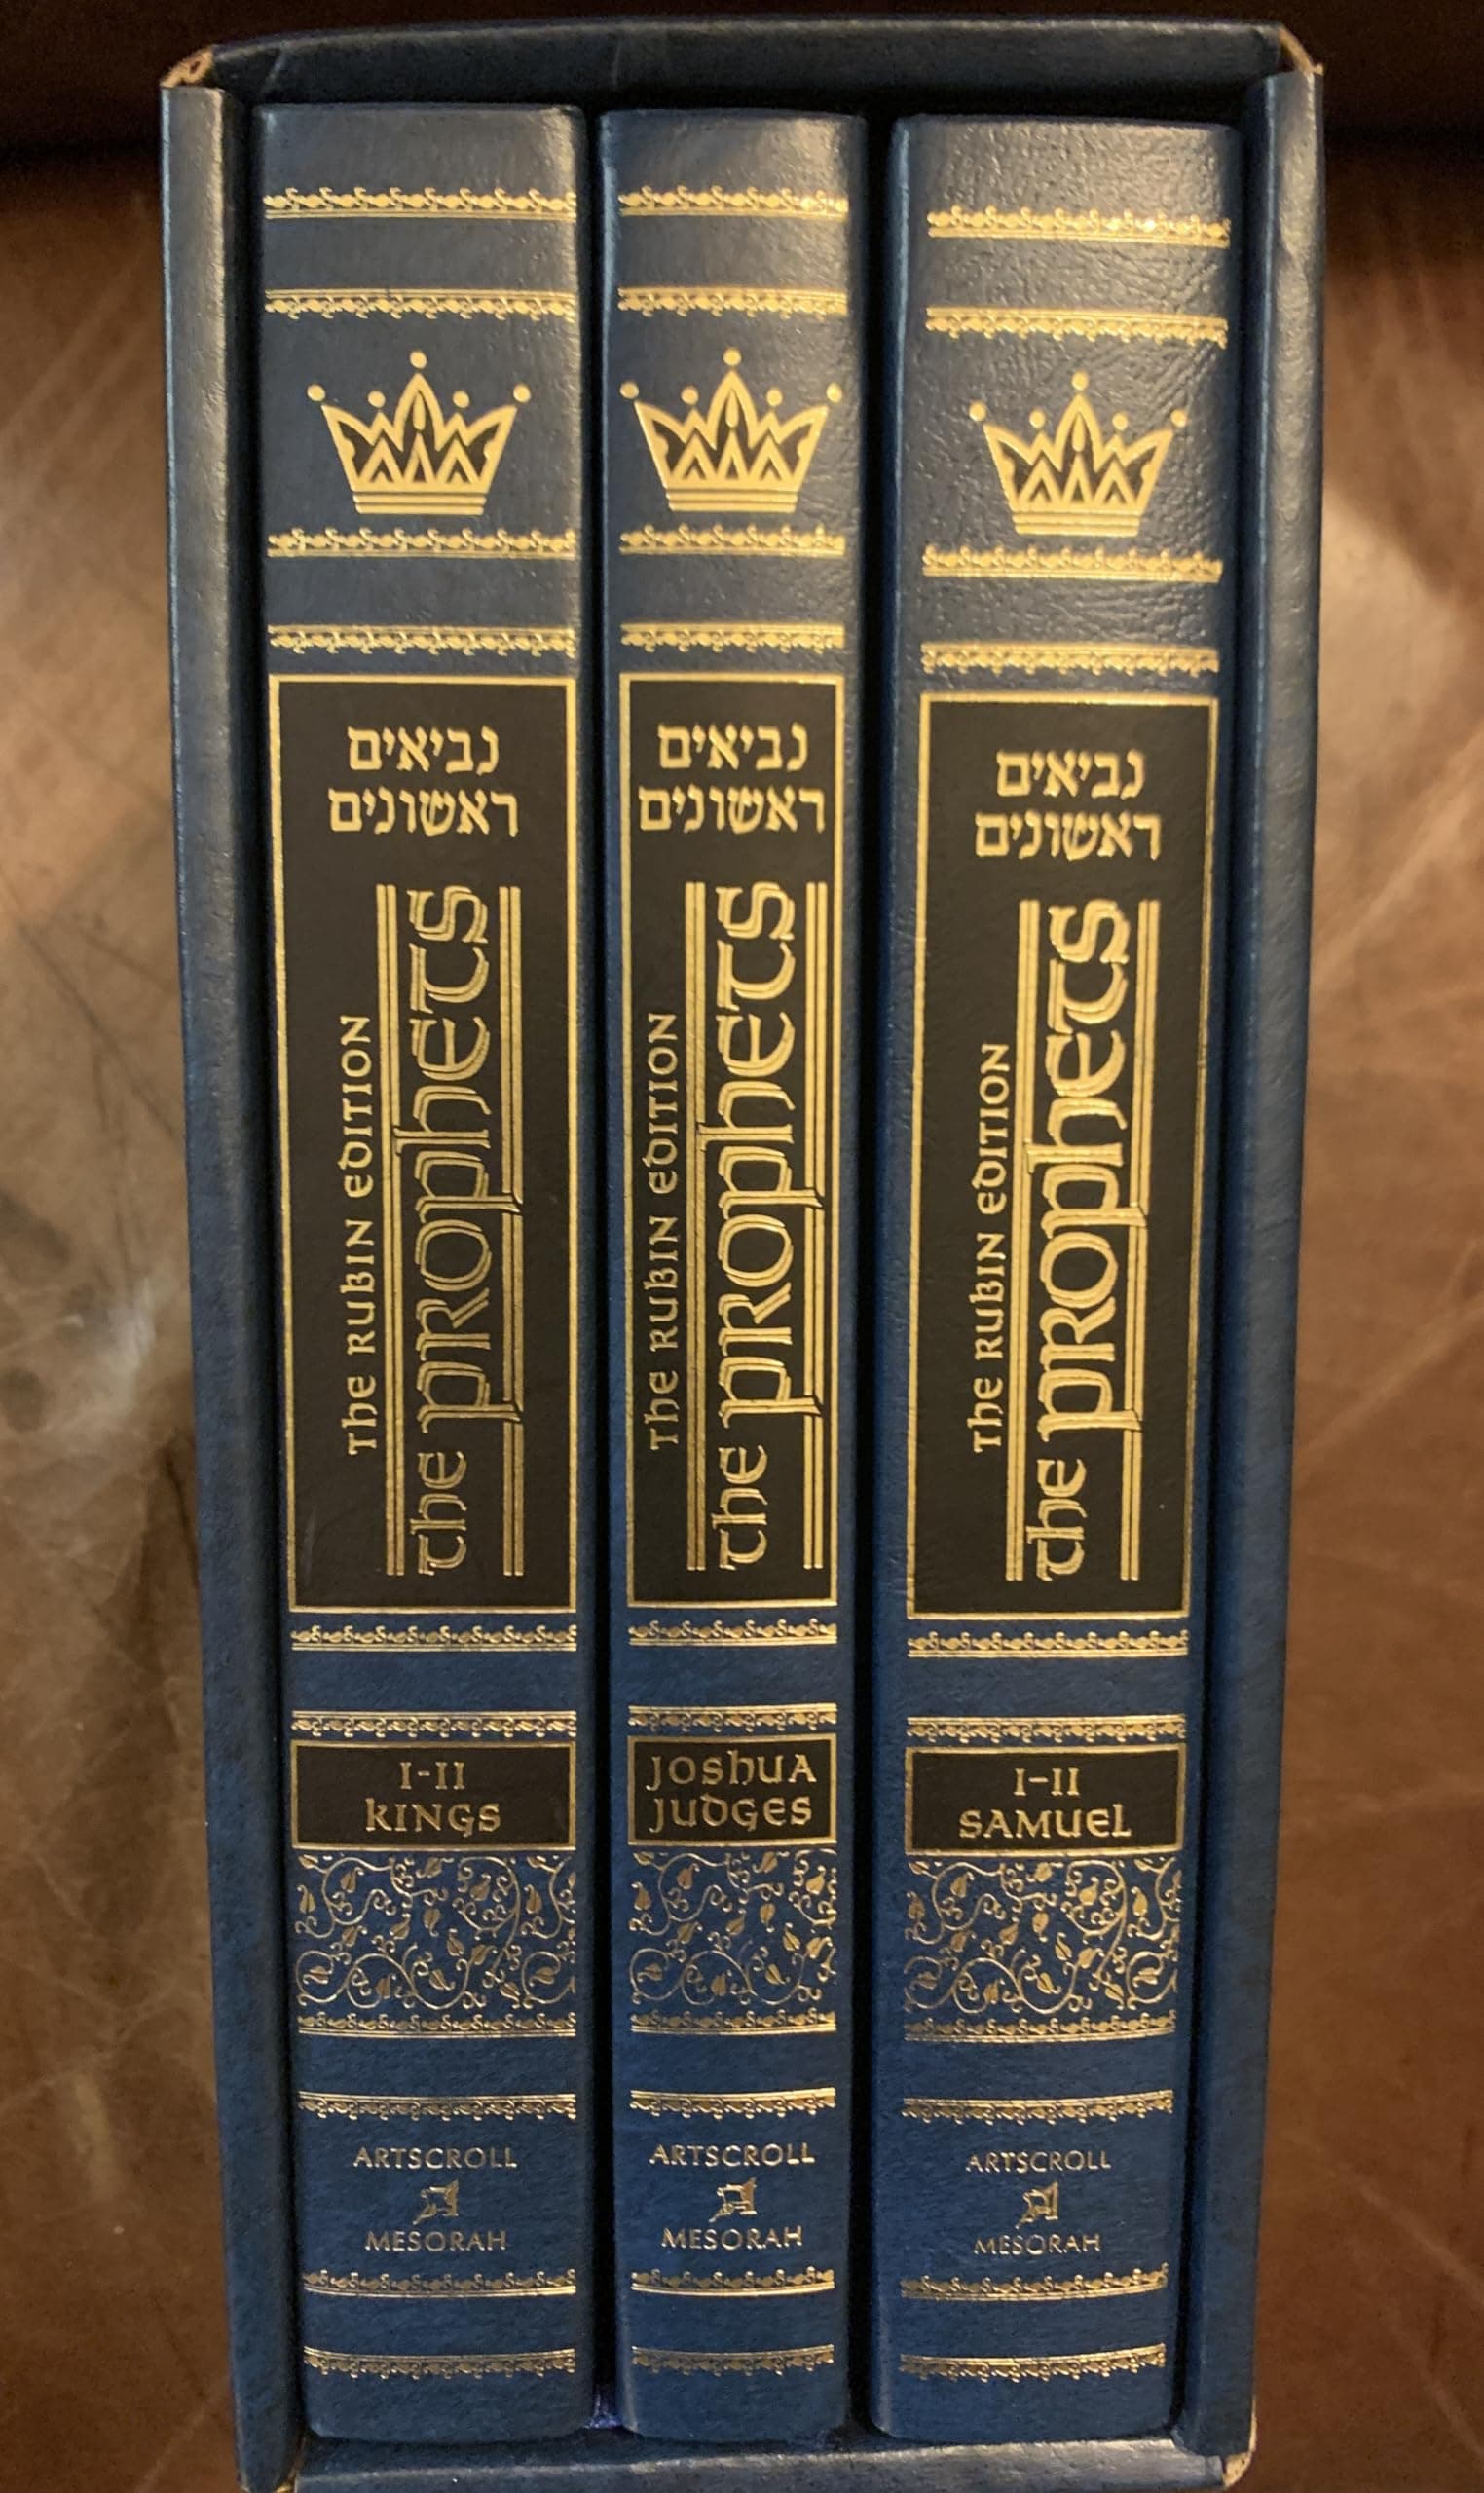 נביאים
ראשונים
The Rubin Edition
The Prophets
I-II
Kings
ARTSCROLL
MESORAH
נביאים
ראשונים
The Rubin Edition
The Prophets
Joshua
Judges
ARTSCROLL
MESORAH
נביאים
ראשונים
The Rubin Edition
The Prophets
I-II
Samuel
ARTSCROLL
MESORAH